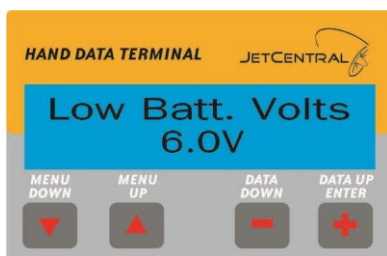 HAND DATA TERMINAL
JETCENTRAL
Low Batt. Volts
6.0V
MENU DOWN
MENU UP
DATA DOWN
DATA UP ENTER